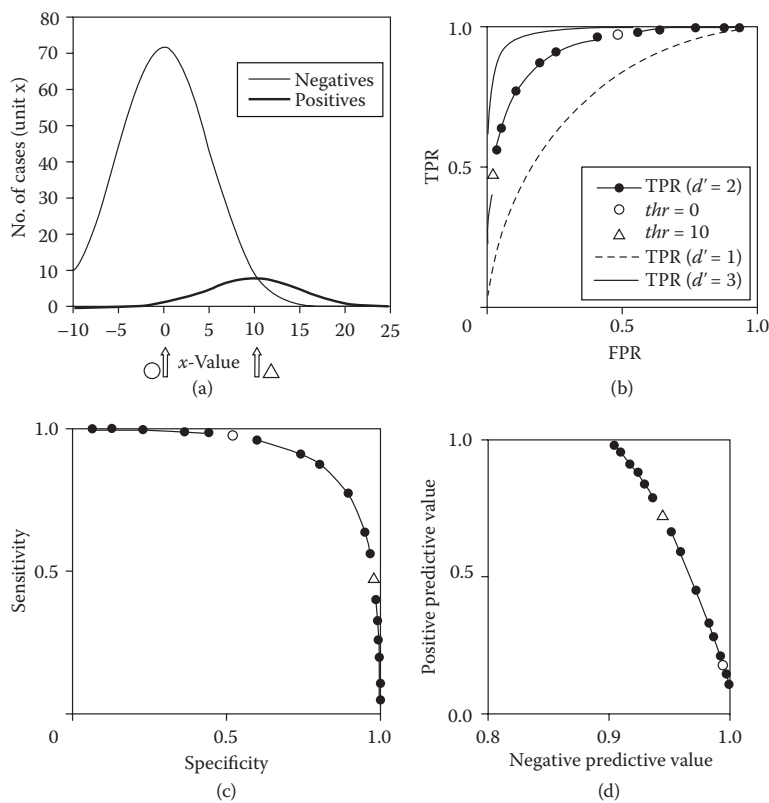 80
70
60
50
40
30
20
10
0
No. of cases (unit x)
Negatives
Positives
−10 −5 0 5 10 15 20 25
x-Value
(a)
1.0
0.5
0
TPR
TPR (d′ = 2)
thr = 0
thr = 10
TPR (d′ = 1)
TPR (d′ = 3)
0 0.5 1.0
FPR
(b)
1.0
0.5
0
Sensitivity
0.5 1.0
Specificity
(c)
1.0
0.5
0.0
Positive predictive value
0.8 0.9 1.0
Negative predictive value
(d)